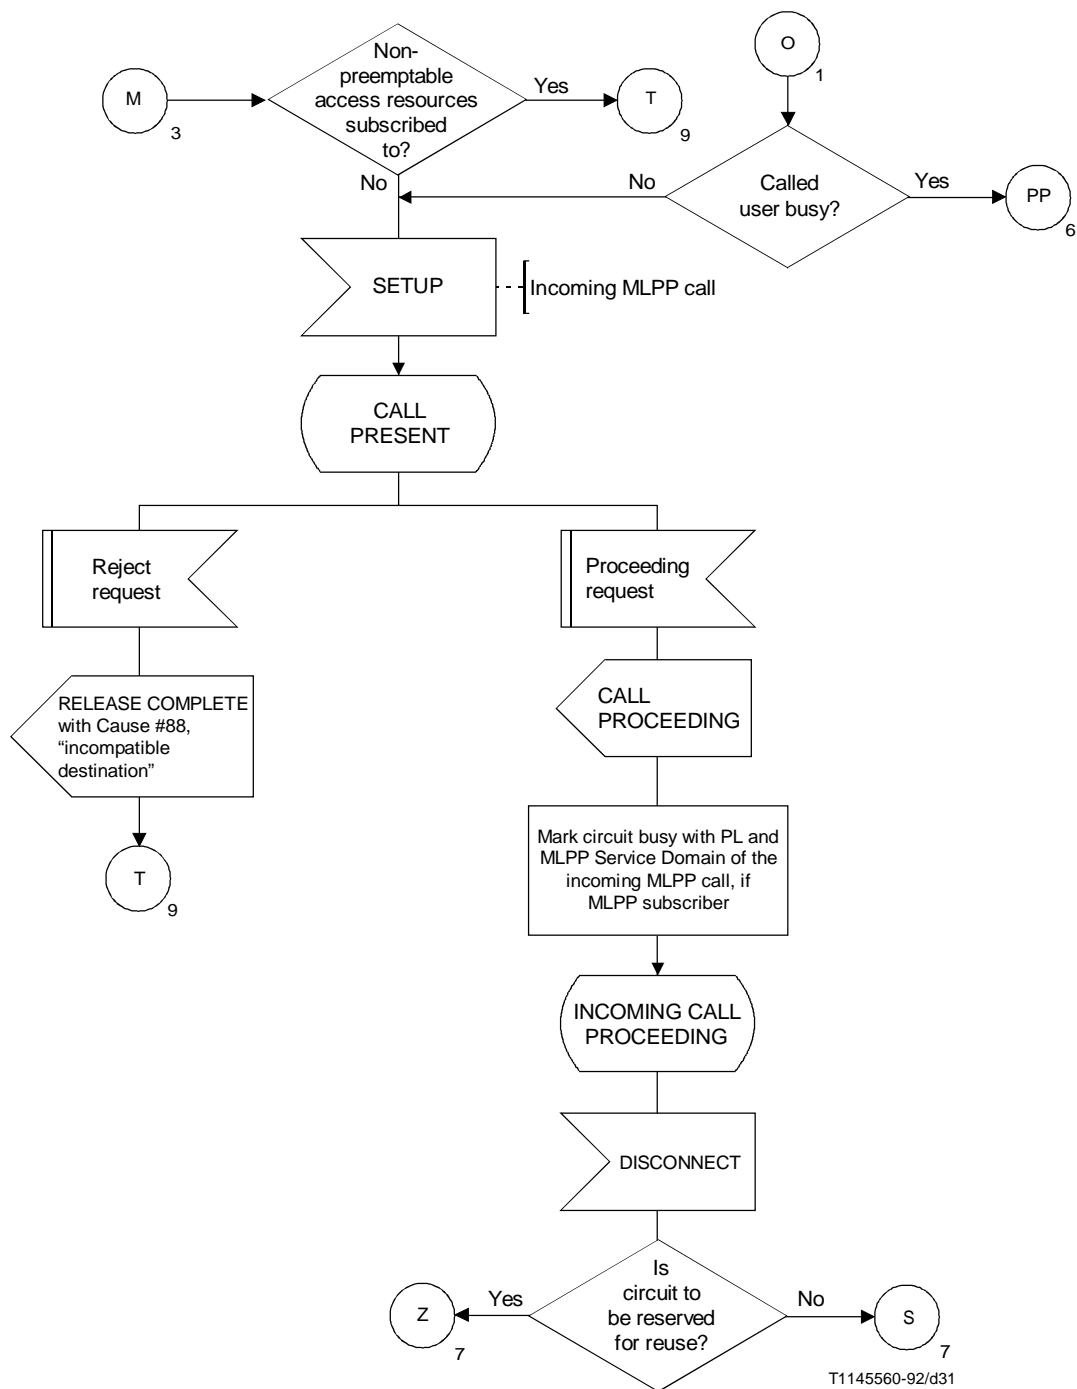 O
1
Non-
preemptable
access resources
subscribed
to?
M
3
Yes
T
9
No
Called
user busy?
No
Yes
PP
6
SETUP
Incoming MLPP call
CALL
PRESENT
Reject
request
Proceeding
request
RELEASE COMPLETE
with Cause #88,
“incompatible
destination”
CALL
PROCEEDING
T
9
Mark circuit busy with PL and
MLPP Service Domain of the
incoming MLPP call, if
MLPP subscriber
INCOMING CALL
PROCEEDING
DISCONNECT
Is
circuit to
be reserved
for reuse?
Yes
Z
7
No
S
7
T1145560-92/d31